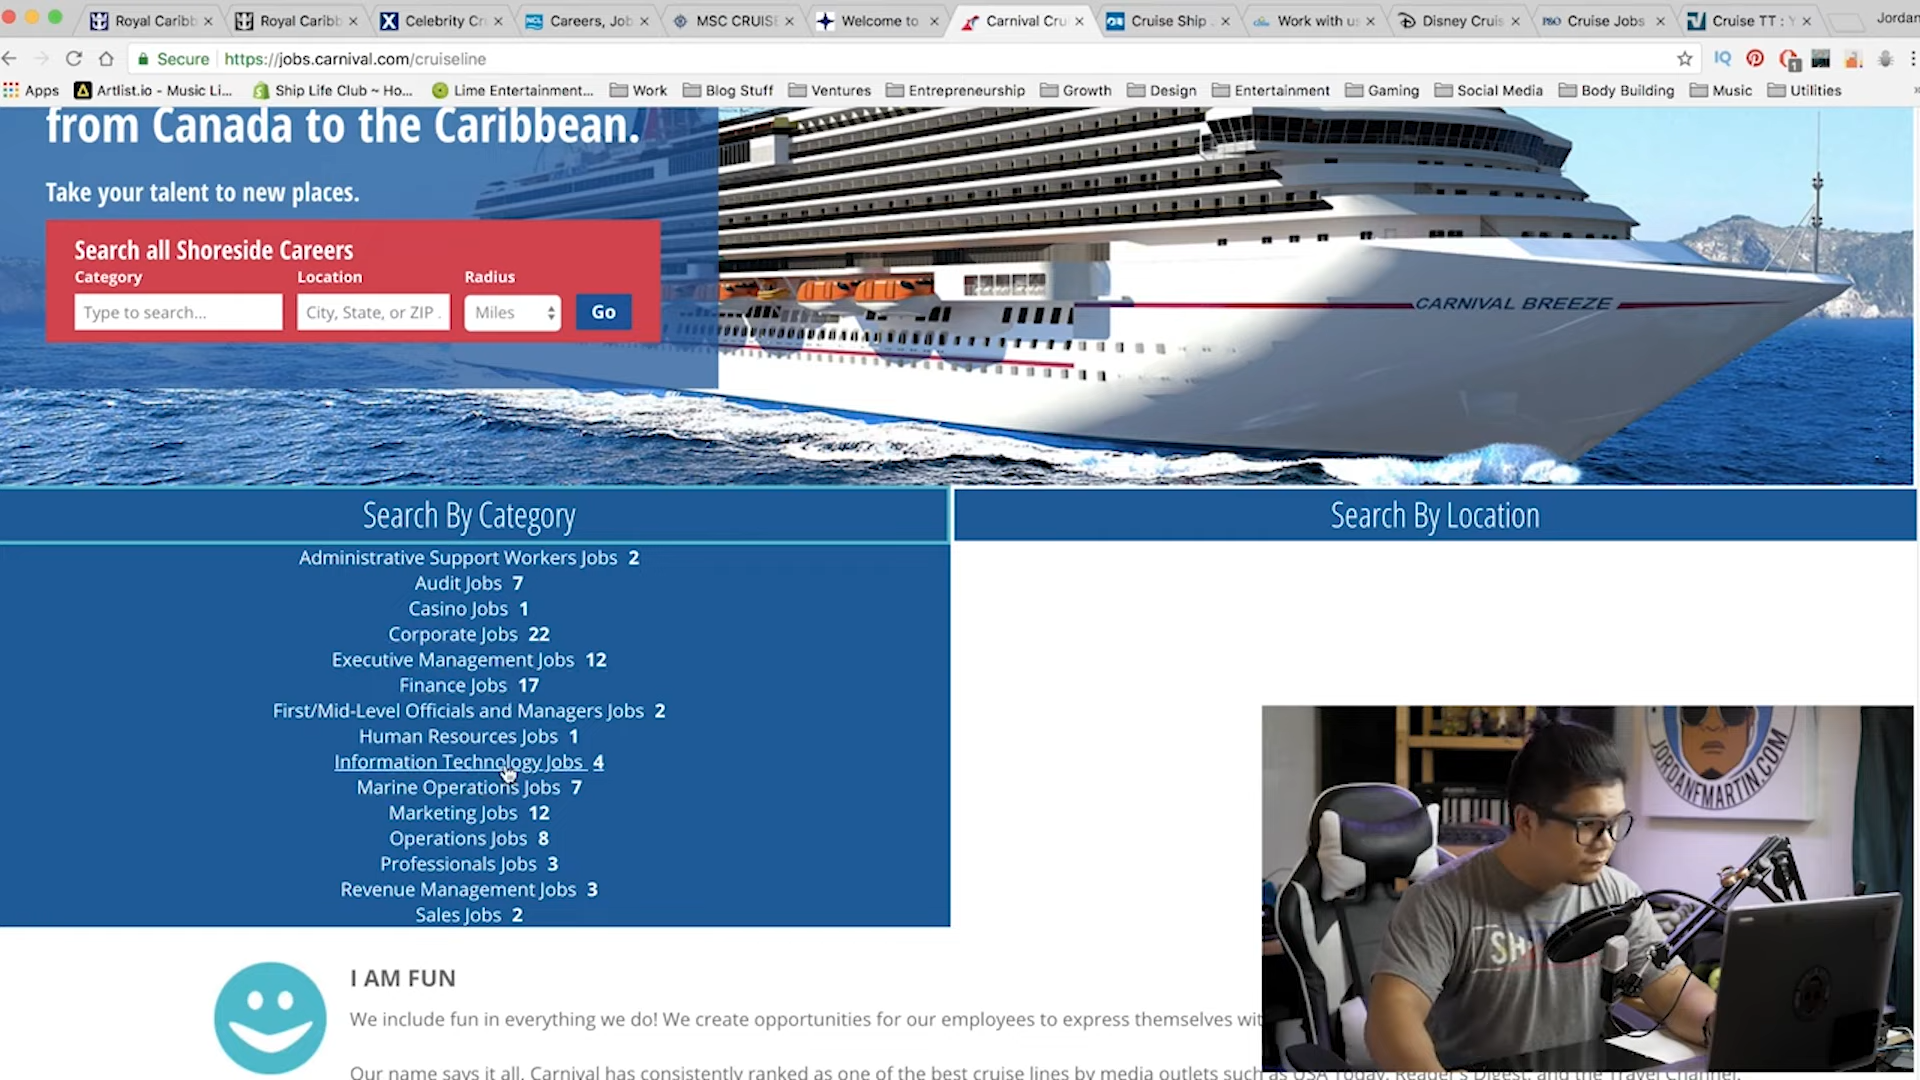 Royal Caribb
Royal Caribb
Celebrity Cr
Careers, Job
MSC CRUISE
Welcome to
Carnival Cru
Cruise Ship
Work with us
Disney Cruis
Cruise Jobs
Cruise TT : Y
Jordan
Secure
https://jobs.carnival.com/cruiseline
Apps
Artlist.io - Music Li...
Ship Life Club ~ Ho...
Lime Entertainment...
Work
Blog Stuff
Ventures
Entrepreneurship
Growth
Design
Entertainment
Gaming
Social Media
Body Building
Music
Utilities
from Canada to the Caribbean.
Take your talent to new places.
Search all Shoreside Careers
Category Location Radius
Type to search... City, State, or ZIP Miles Go
CARNIVAL BREEZE
Search By Category
Search By Location
Administrative Support Workers Jobs 2
Audit Jobs 7
Casino Jobs 1
Corporate Jobs 22
Executive Management Jobs 12
Finance Jobs 17
First/Mid-Level Officials and Managers Jobs 2
Human Resources Jobs 1
Information Technology Jobs 4
Marine Operations Jobs 7
Marketing Jobs 12
Operations Jobs 8
Professionals Jobs 3
Revenue Management Jobs 3
Sales Jobs 2
JORDANFMARTIN.COM
I AM FUN
We include fun in everything we do! We create opportunities for our employees to express themselves wit
Our name says it all. Carnival has consistently ranked as one of the best cruise lines by media outlets such as USA Today, Reader's Digest, and the Travel Channel.